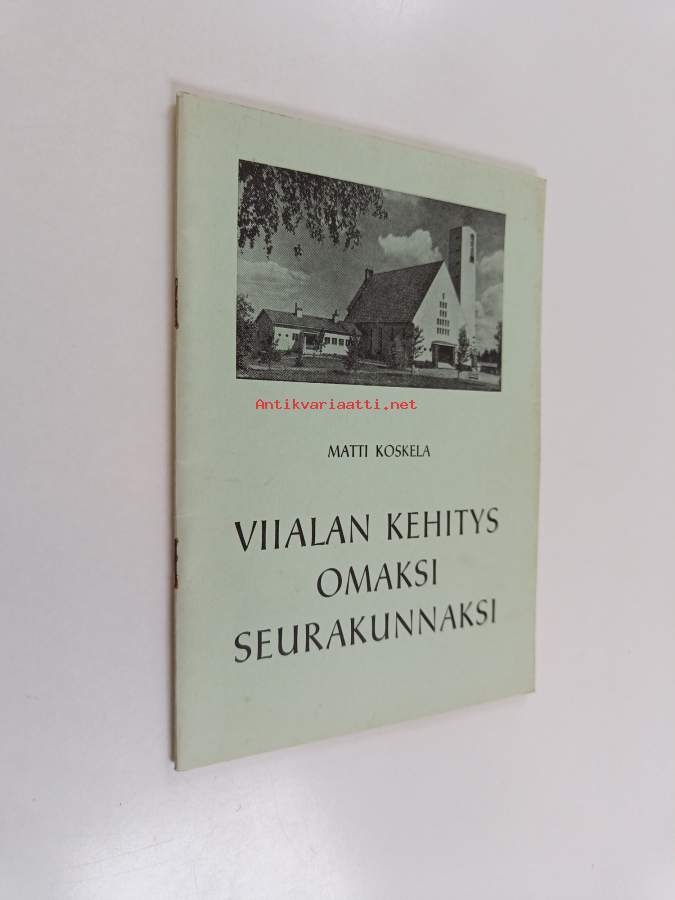 Antikvariaatti.net
MATTI KOSKELA
VIIALAN KEHITYS
OMAKSI
SEURAKUNNAKSI